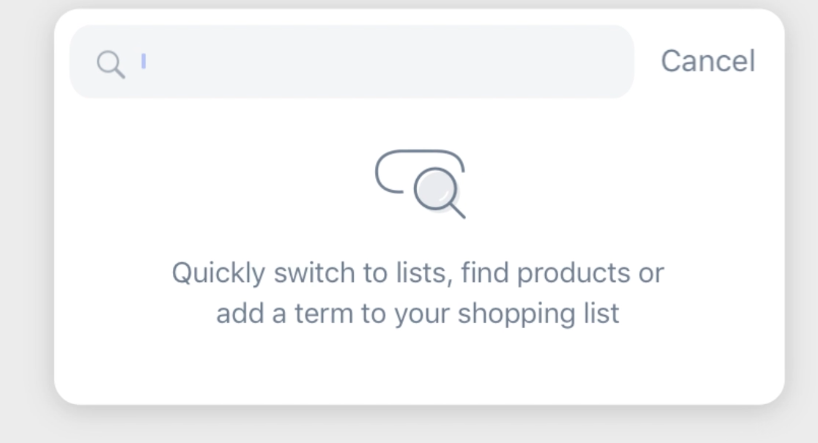 Cancel
Quickly switch to lists, find products or
add a term to your shopping list